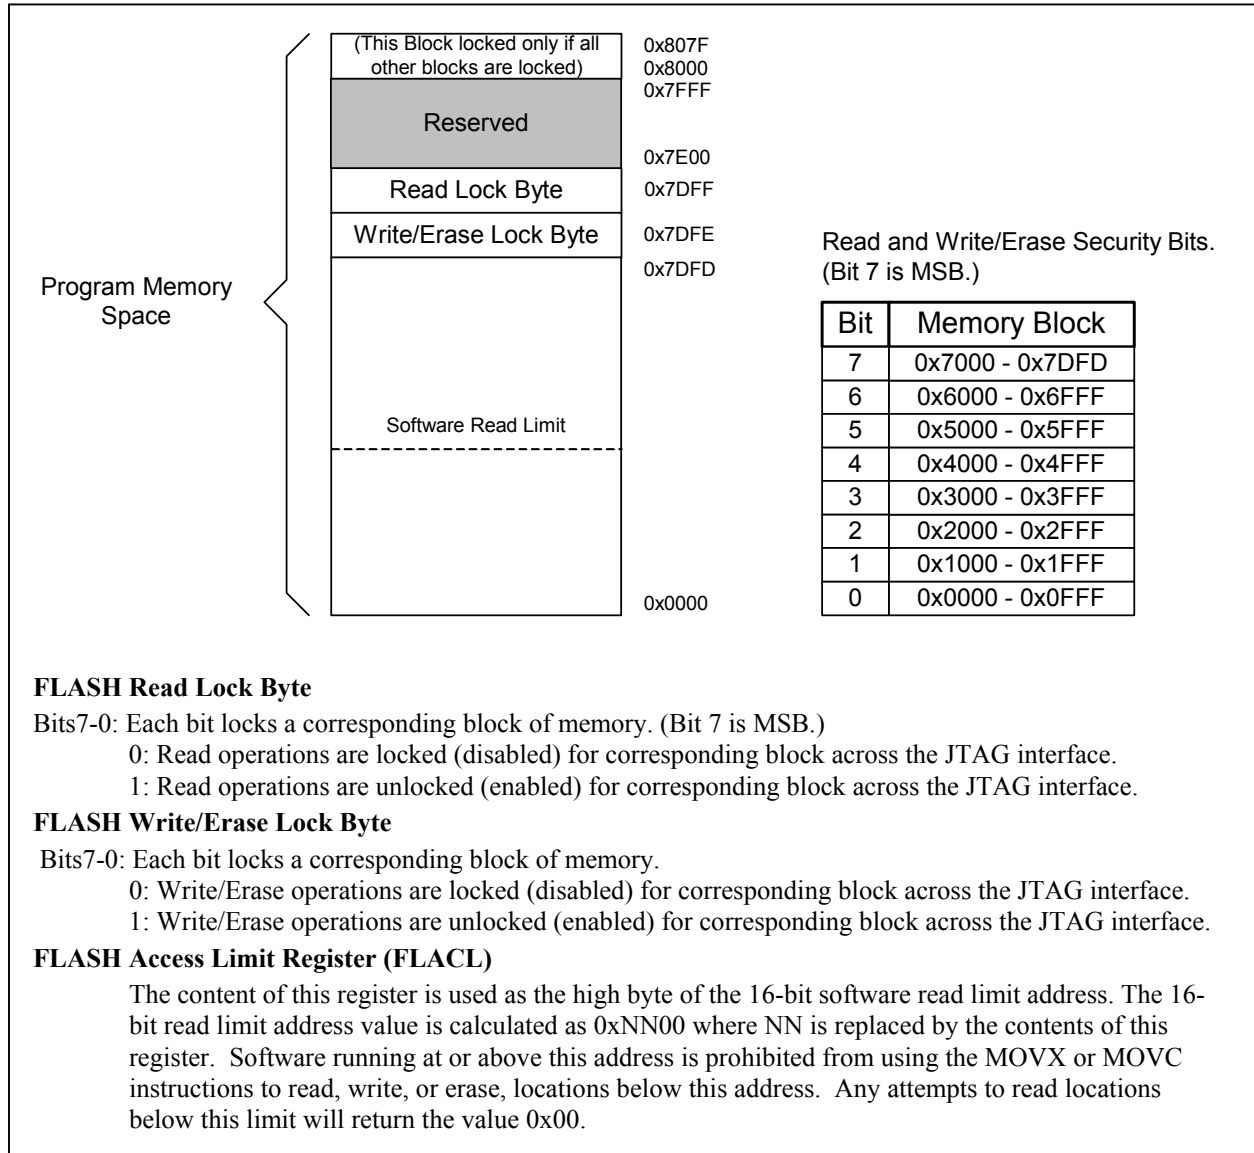 (This Block locked only if all
other blocks are locked)
0x807F
0x8000
0x7FFF
Reserved
0x7E00
Read Lock Byte
0x7DFF
Write/Erase Lock Byte
0x7DFE
0x7DFD
Program Memory
Space
Software Read Limit
0x0000
Read and Write/Erase Security Bits.
(Bit 7 is MSB.)
Bit Memory Block
7 0x7000 - 0x7DFD
6 0x6000 - 0x6FFF
5 0x5000 - 0x5FFF
4 0x4000 - 0x4FFF
3 0x3000 - 0x3FFF
2 0x2000 - 0x2FFF
1 0x1000 - 0x1FFF
0 0x0000 - 0x0FFF
FLASH Read Lock Byte
Bits7-0: Each bit locks a corresponding block of memory. (Bit 7 is MSB.)
0: Read operations are locked (disabled) for corresponding block across the JTAG interface.
1: Read operations are unlocked (enabled) for corresponding block across the JTAG interface.
FLASH Write/Erase Lock Byte
Bits7-0: Each bit locks a corresponding block of memory.
0: Write/Erase operations are locked (disabled) for corresponding block across the JTAG interface.
1: Write/Erase operations are unlocked (enabled) for corresponding block across the JTAG interface.
FLASH Access Limit Register (FLACL)
The content of this register is used as the high byte of the 16-bit software read limit address. The 16-
bit read limit address value is calculated as 0xNN00 where NN is replaced by the contents of this
register. Software running at or above this address is prohibited from using the MOVX or MOVC
instructions to read, write, or erase, locations below this address. Any attempts to read locations
below this limit will return the value 0x00.